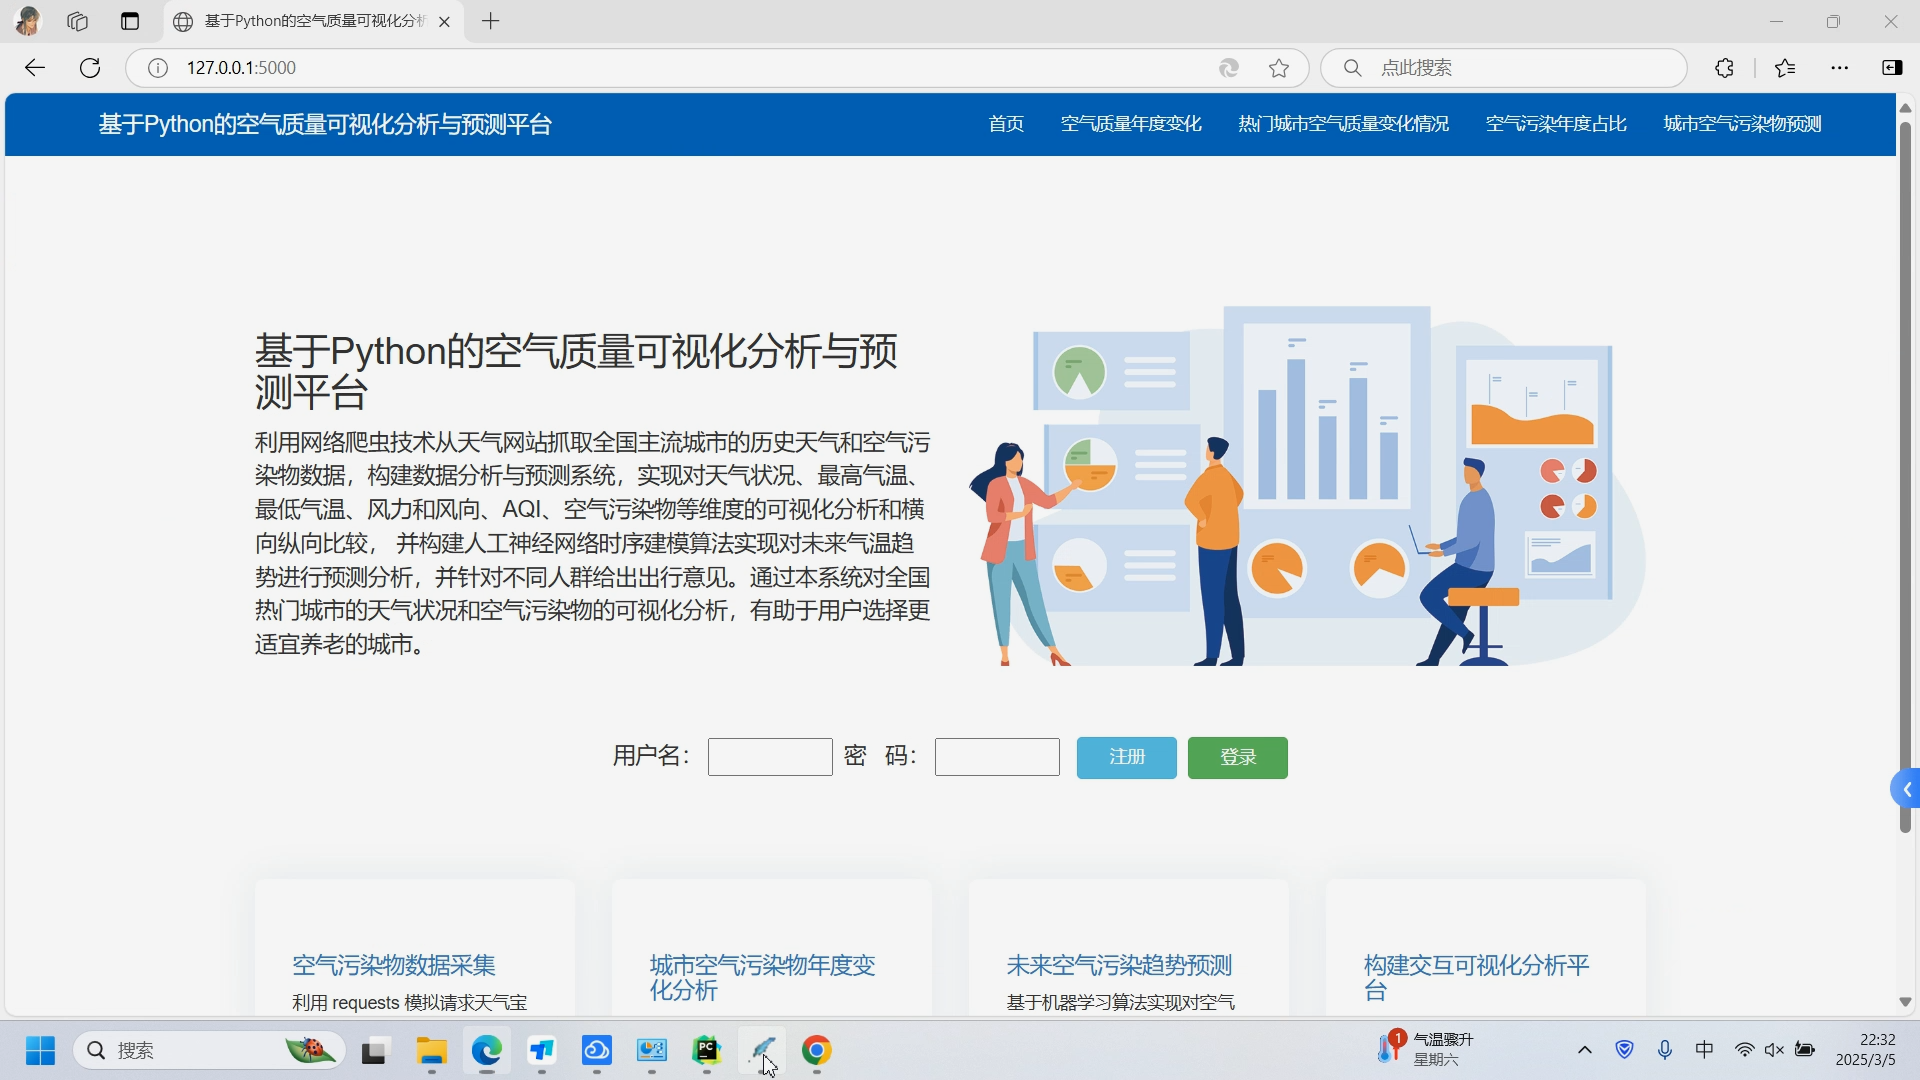 基于Python的空气质量可视化分析
127.0.0.1:5000
点此搜索
基于Python的空气质量可视化分析与预测平台
首页
空气质量年度变化
热门城市空气质量变化情况
空气污染年度占比
城市空气污染物预测
基于Python的空气质量可视化分析与预
测平台
利用网络爬虫技术从天气网站抓取全国主流城市的历史天气和空气污
染物数据，构建数据分析与预测系统，实现对天气状况、最高气温、
最低气温、风力和风向、AQI、空气污染物等维度的可视化分析和横
向纵向比较， 并构建人工神经网络时序建模算法实现对未来气温趋
势进行预测分析，并针对不同人群给出出行意见。通过本系统对全国
热门城市的天气状况和空气污染物的可视化分析，有助于用户选择更
适宜养老的城市。
用户名：
密 码：
注册
登录
空气污染物数据采集
利用 requests 模拟请求天气宝
城市空气污染物年度变
化分析
未来空气污染趋势预测
基于机器学习算法实现对空气
构建交互可视化分析平
台
搜索
PC
1
气温骤升
星期六
中
22:32
2025/3/5